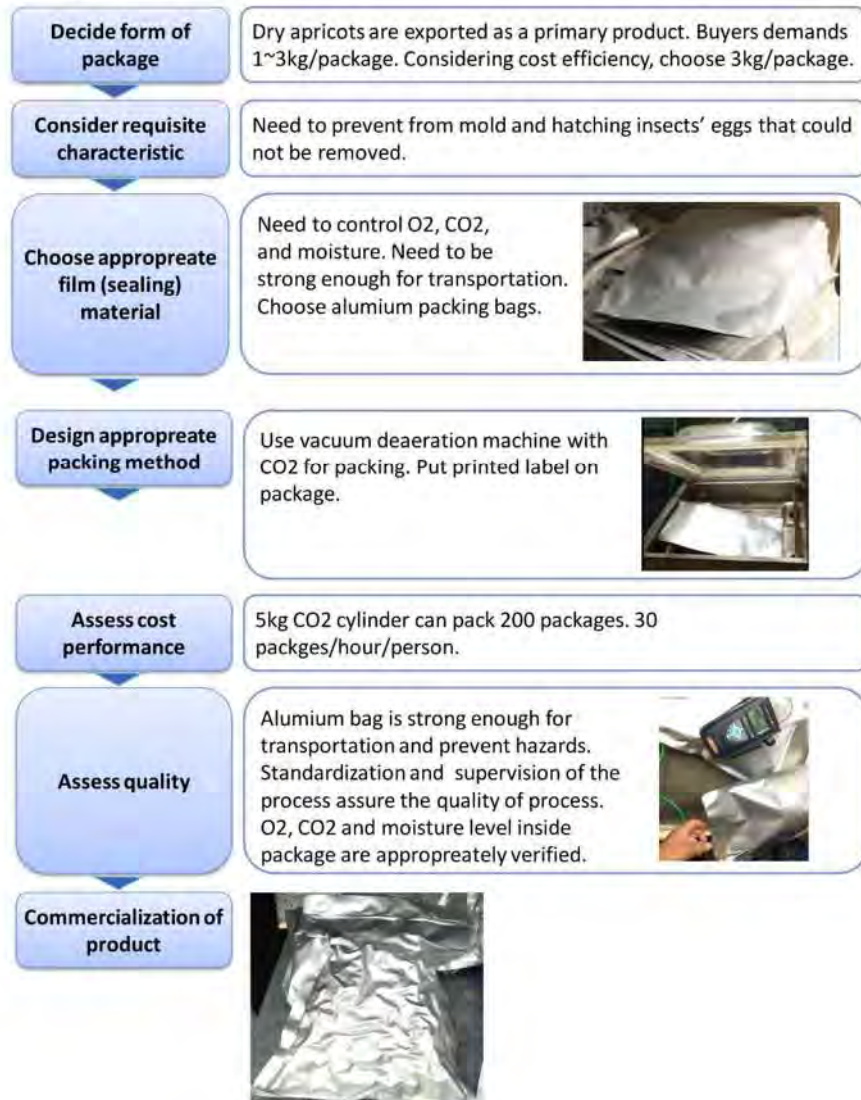 Decide form of
package
Dry apricots are exported as a primary product. Buyers demands
1~3kg/package. Considering cost efficiency, choose 3kg/package.
Consider requisite
characteristic
Need to prevent from mold and hatching insects’ eggs that could
not be removed.
Choose appropreate
film (sealing)
material
Need to control O2, CO2,
and moisture. Need to be
strong enough for transportation.
Choose alumium packing bags.
Design appropreate
packing method
Use vacuum deaeration machine with
CO2 for packing. Put printed label on
package.
Assess cost
performance
5kg CO2 cylinder can pack 200 packages. 30
packges/hour/person.
Assess quality
Alumium bag is strong enough for
transportation and prevent hazards.
Standardization and supervision of the
process assure the quality of process.
O2, CO2 and moisture level inside
package are appropreately verified.
Commercialization of
product